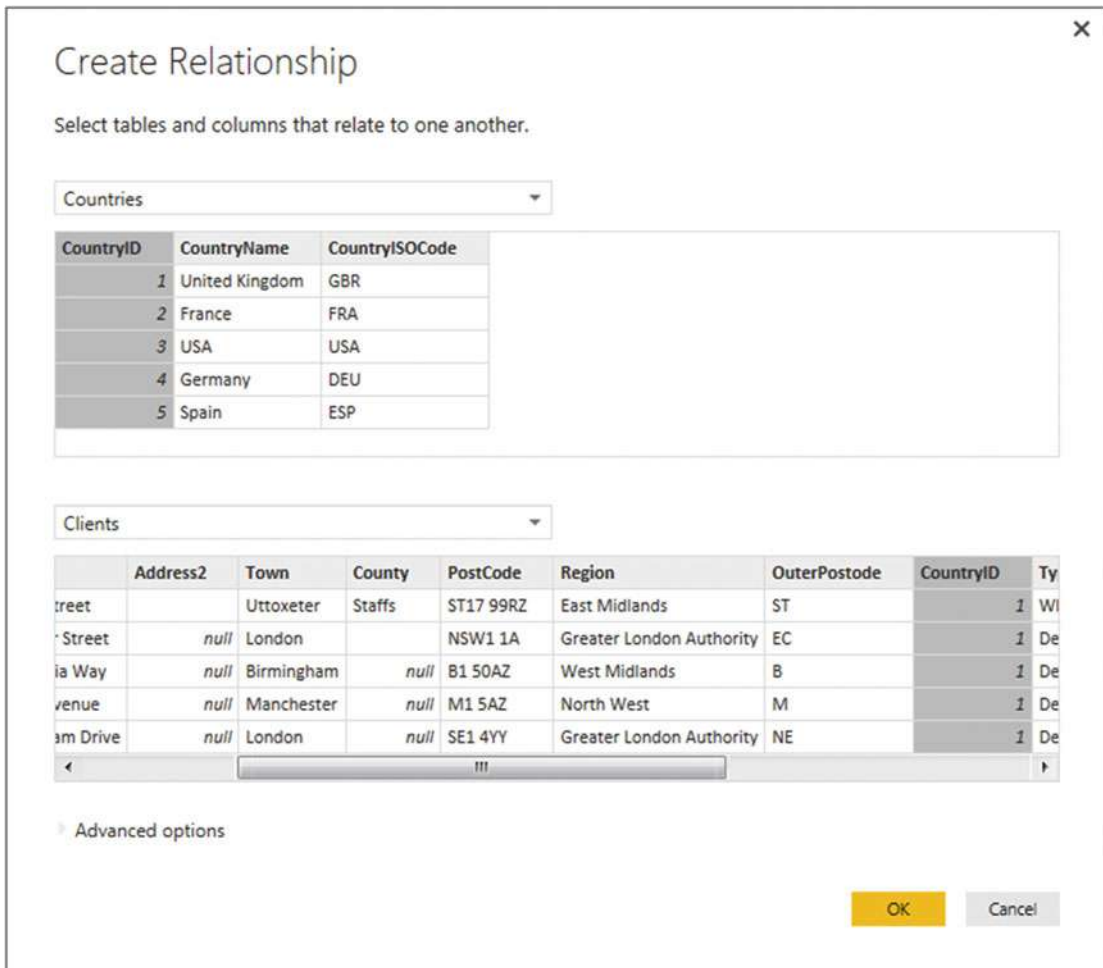 Create Relationship
Select tables and columns that relate to one another.
Countries
CountryID CountryName CountryISOCode
1 United Kingdom GBR
2 France FRA
3 USA USA
4 Germany DEU
5 Spain ESP
Clients
Address2 Town County PostCode Region OuterPostode CountryID Ty
treet Uttoxeter Staffs ST17 99RZ East Midlands ST 1 WI
r Street null London NSW1 1A Greater London Authority EC 1 De
ia Way null Birmingham null B1 50AZ West Midlands B 1 De
venue null Manchester null M1 5AZ North West M 1 De
am Drive null London null SE1 4YY Greater London Authority NE 1 De
Advanced options
OK Cancel